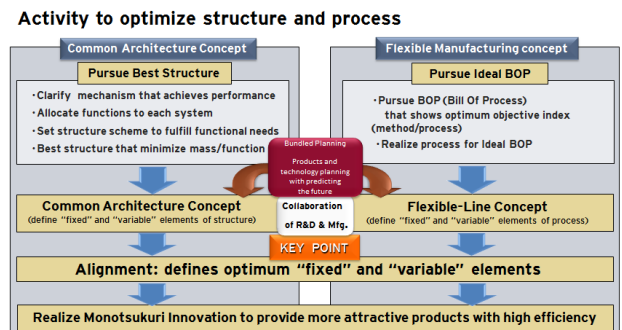 Activity to optimize structure and process
Common Architecture Concept
Pursue Best Structure
・Clarify mechanism that achieves performance
・Allocate functions to each system
・Set structure scheme to fulfill functional needs
・Best structure that minimize mass/function
Flexible Manufacturing concept
Pursue Ideal BOP
・Pursue BOP (Bill Of Process)
that shows optimum objective index
(method/process)
・Realize process for Ideal BOP
Bundled Planning
Products and
technology planning
with predicting
the future
Collaboration
of R&D & Mfg.
KEY POINT
Common Architecture Concept
(define “fixed” and “variable” elements of structure)
Flexible-Line Concept
(define “fixed” and “variable” elements of process)
Alignment: defines optimum “fixed” and “variable” elements
Realize Monotsukuri Innovation to provide more attractive products with high efficiency